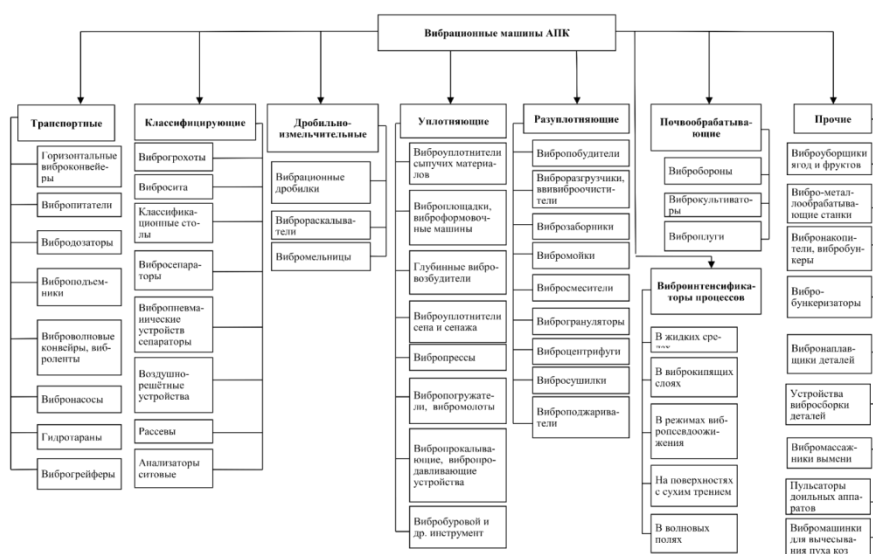 Вибрационные машины АПК
Транспортные
Горизонтальные
виброконвейе-
ры
Вибропитатели
Вибродозаторы
Виброподъем-
ники
Виброволновые
конвейры, виб-
роленты
Вибронасосы
Гидротараны
Виброгрейферы
Классифицирующие
Виброгрохоты
Вибросита
Классифика-
ционные сто-
лы
Вибросепара-
торы
Вибропневма-
нические
устройств
сепараторы
Воздушно-
решётные
устройства
Рассевы
Анализаторы
ситовые
Дробильно-
измельчительные
Вибрационные
дробилки
Виброраскалыва-
тели
Вибромельницы
Уплотняющие
Виброуплотнители
сыпучих материа-
лов
Виброплощадки,
виброформовоч-
ные машины
Глубинные вибро-
возбудители
Виброуплотнители
сена и сенажа
Вибропрессы
Вибропогружате-
ли, вибромолоты
Вибропрокалыва-
ющие, вибропро-
давливающие
устройства
Вибробуровой и
др. инструмент
Разуплотняющие
Вибропобудители
Виброразгрузчики,
ввивиброочисти-
тели
Виброзаборники
Вибромойки
Вибросмесители
Виброгрануляторы
Виброцентрифуги
Вибросушилки
Виброподжарива-
тели
Почвообрабатыва-
ющие
Вибробороны
Виброкультивато-
ры
Виброплуги
Виброинтенсифика-
торы процессов
В жидких сре-
В виброкипящих
слоях
В режимах виб-
ропсевдоожи-
жения
На поверхностях
с сухим трением
В волновых
полях
Прочие
Виброуборщики
ягод и фруктов
Вибро-метал-
лообрабаты-
вающие станки
Вибронакопи-
тели, вибробун-
керы
Вибро-
бункеризаторы
Вибронаплав-
щики деталей
Устройства
вибросборки
деталей
Вибромассаж-
ники вымени
Пульсаторы
доильных аппа-
ратов
Вибромашинки
для вычесыва-
ния пуха коз